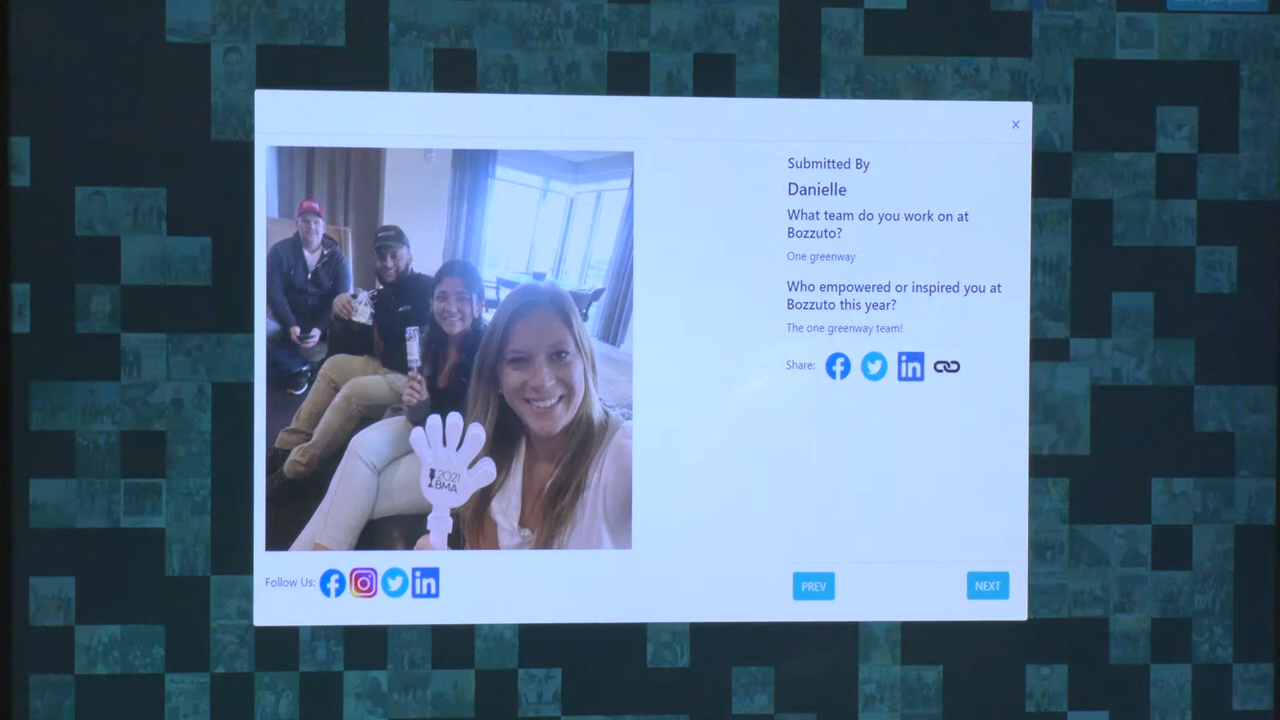 ×
Submitted By
Danielle
What team do you work on at
Bozzuto?
One greenway
Who empowered or inspired you at
Bozzuto this year?
The one greenway team!
Share:
2021
BMA
Follow Us:
PREV
NEXT